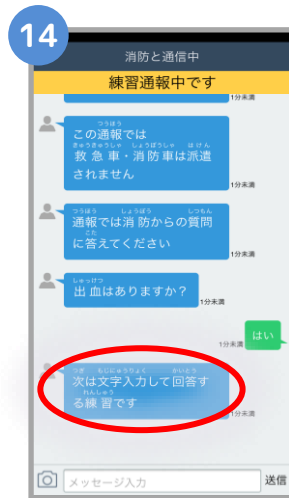 14
消防と通信中
練習通報中です
1分未満
つうほう
この通報では
きゅうきゅうしゃ しょうぼうしゃ はけん
救急車・消防車は派遣
されません
1分未満
つうほう しょうぼう しつもん
通報では消防からの質問
こた
に答えてください
1分未満
しゅっけつ
出血はありますか？
1分未満
はい
1分未満
つぎ もじにゅうりょく かいとう
次は文字入力して回答す
れんしゅう
る練習です
1分未満
メッセージ入力
送信